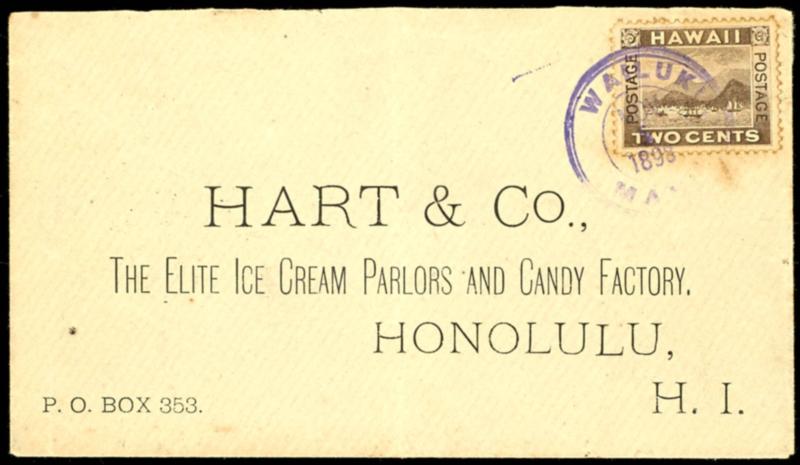 HAWAII
POSTAGE
POSTAGE
TWO CENTS
HART & CO.,
THE ELITE ICE CREAM PARLORS AND CANDY FACTORY.
HONOLULU,
P. O. BOX 353.
H. I.